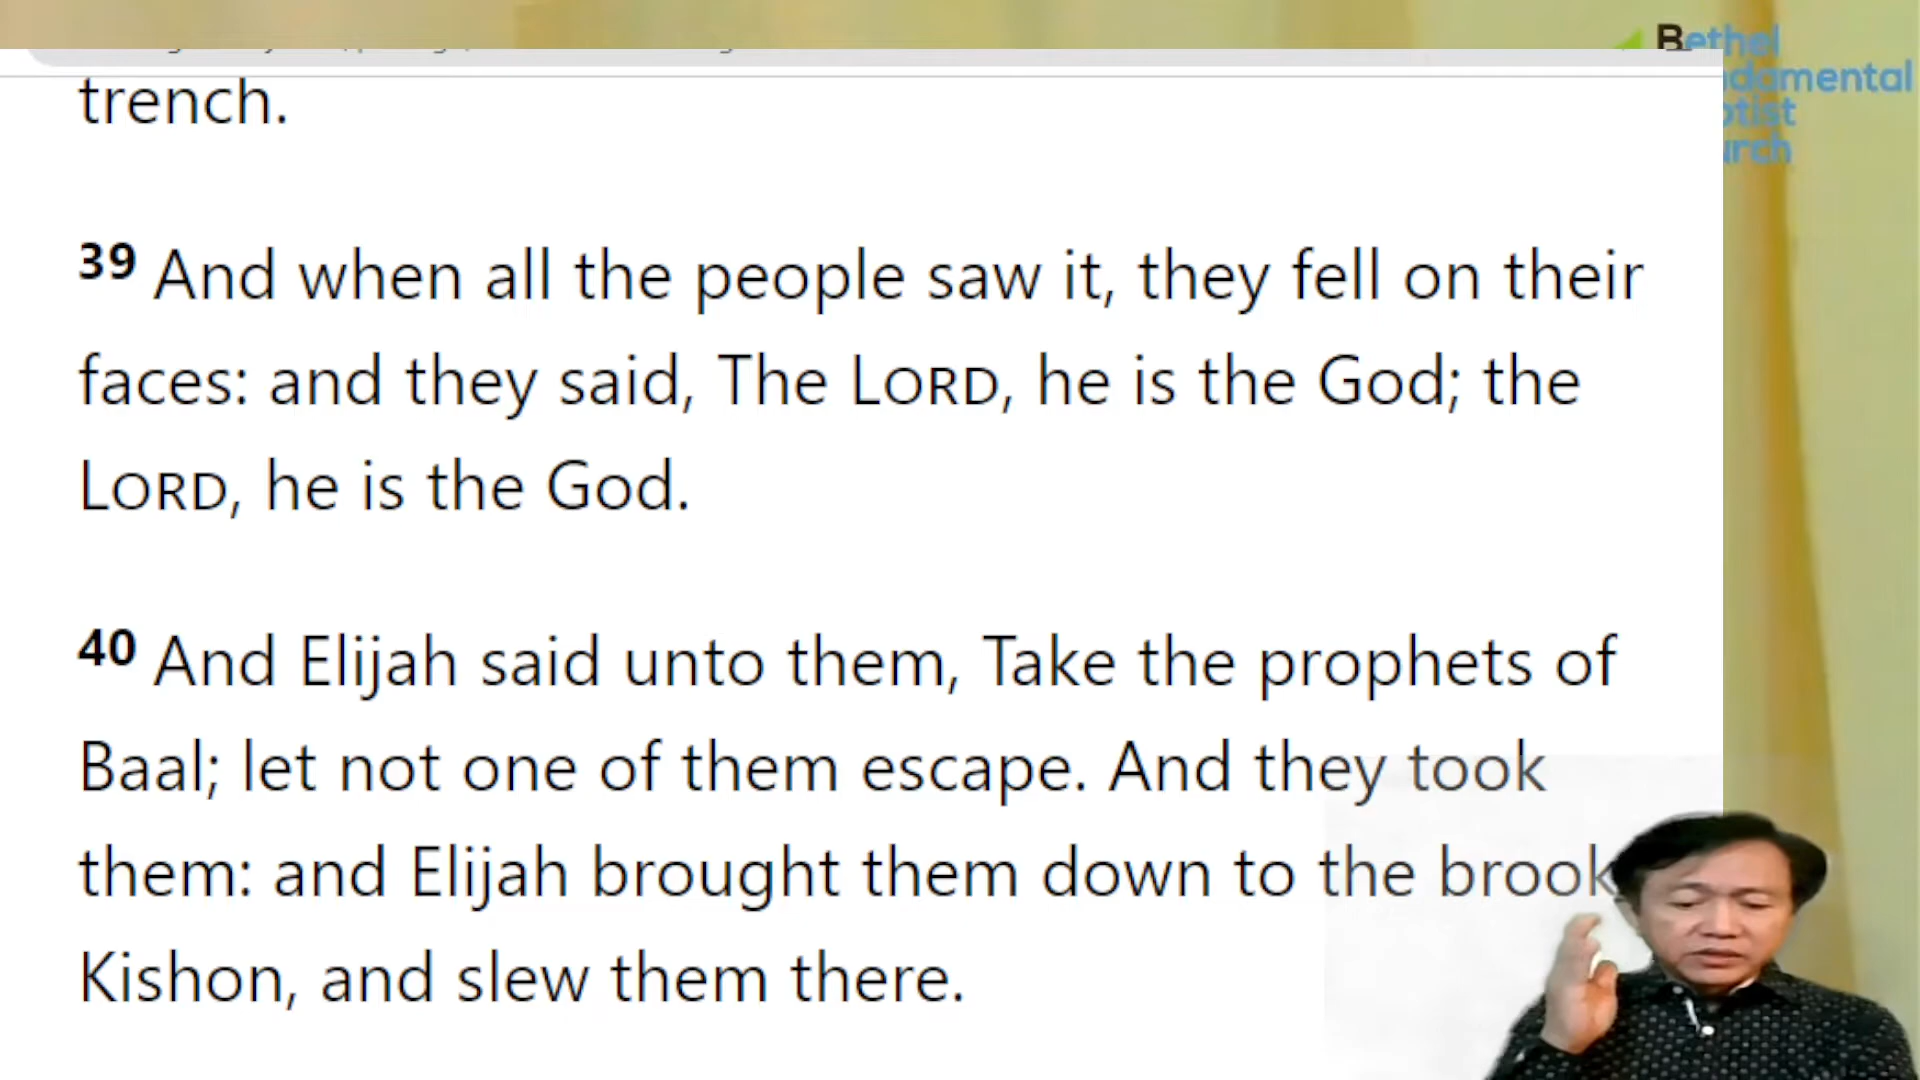 trench.
39 And when all the people saw it, they fell on their
faces: and they said, The LORD, he is the God; the
LORD, he is the God.
40 And Elijah said unto them, Take the prophets of
Baal; let not one of them escape. And they took
them: and Elijah brought them down to the brook
Kishon, and slew them there.
Bethel